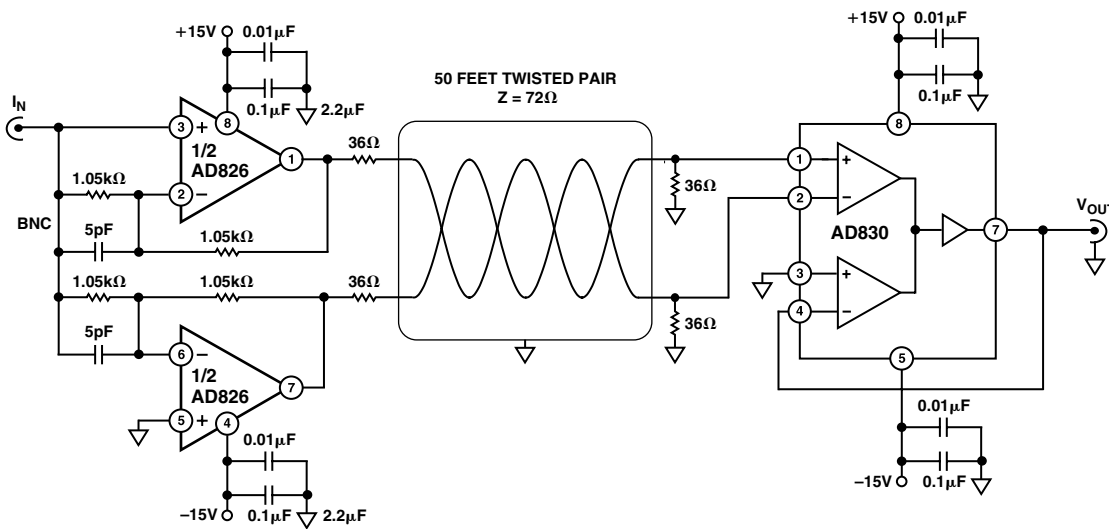 +15V
0.01µF
0.1µF
2.2µF
I_N
3
+
8
1/2
AD826
1
2
−
36Ω
1.05kΩ
BNC
5pF
1.05kΩ
1.05kΩ
1.05kΩ
36Ω
5pF
6
−
1/2
AD826
7
5
+
4
0.01µF
−15V
0.1µF
2.2µF
50 FEET TWISTED PAIR
Z = 72Ω
36Ω
36Ω
+15V
0.01µF
0.1µF
8
1
+
2
−
AD830
7
V_OUT
3
+
4
−
5
0.01µF
−15V
0.1µF